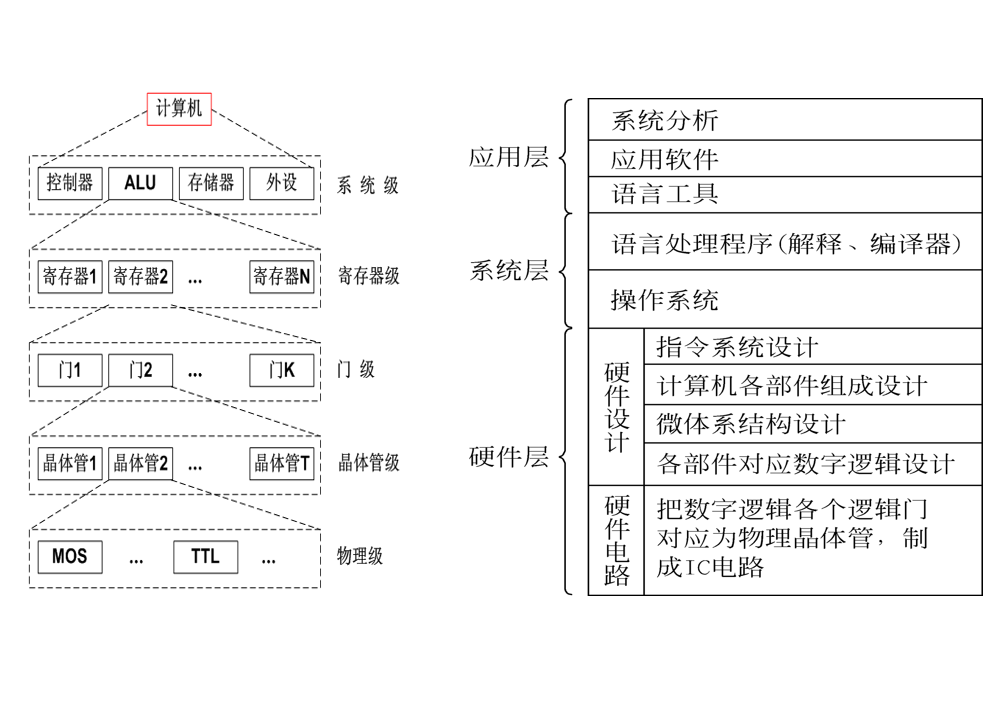 计算机
控制器 ALU 存储器 外设 系统级
寄存器1 寄存器2 ... 寄存器N 寄存器级
门1 门2 ... 门K 门级
晶体管1 晶体管2 ... 晶体管T 晶体管级
MOS ... TTL ... 物理级
应用层
系统分析
应用软件
语言工具
系统层
语言处理程序(解释、编译器)
操作系统
硬件层
硬件设计
指令系统设计
计算机各部件组成设计
微体系结构设计
各部件对应数字逻辑设计
硬件电路
把数字逻辑各个逻辑门
对应为物理晶体管，制
成IC电路